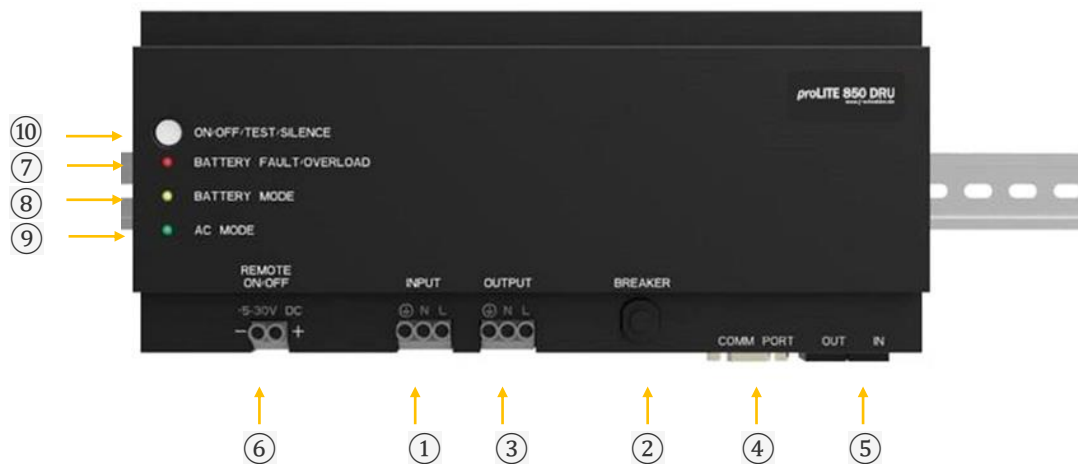 proLITE 850 DRU
⑩ ON/OFF/TEST/SILENCE
⑦ BATTERY FAULT/OVERLOAD
⑧ BATTERY MODE
⑨ AC MODE
REMOTE
ON/OFF
INPUT
OUTPUT
BREAKER
-5-30V DC
N L
N L
- +
COMM PORT
OUT
IN
⑥ ① ③ ② ④ ⑤